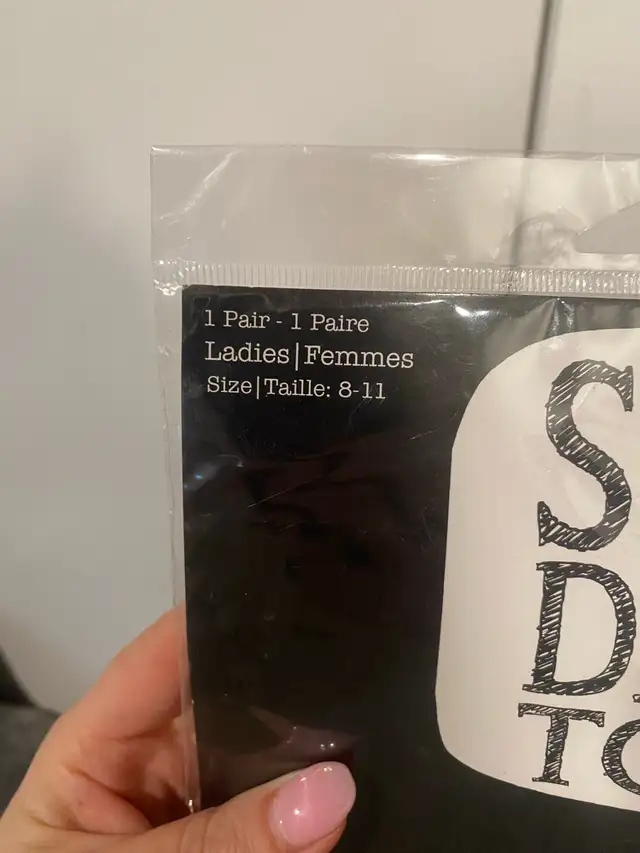 1 Pair - 1 Paire
Ladies|Femmes
Size|Taille: 8-11